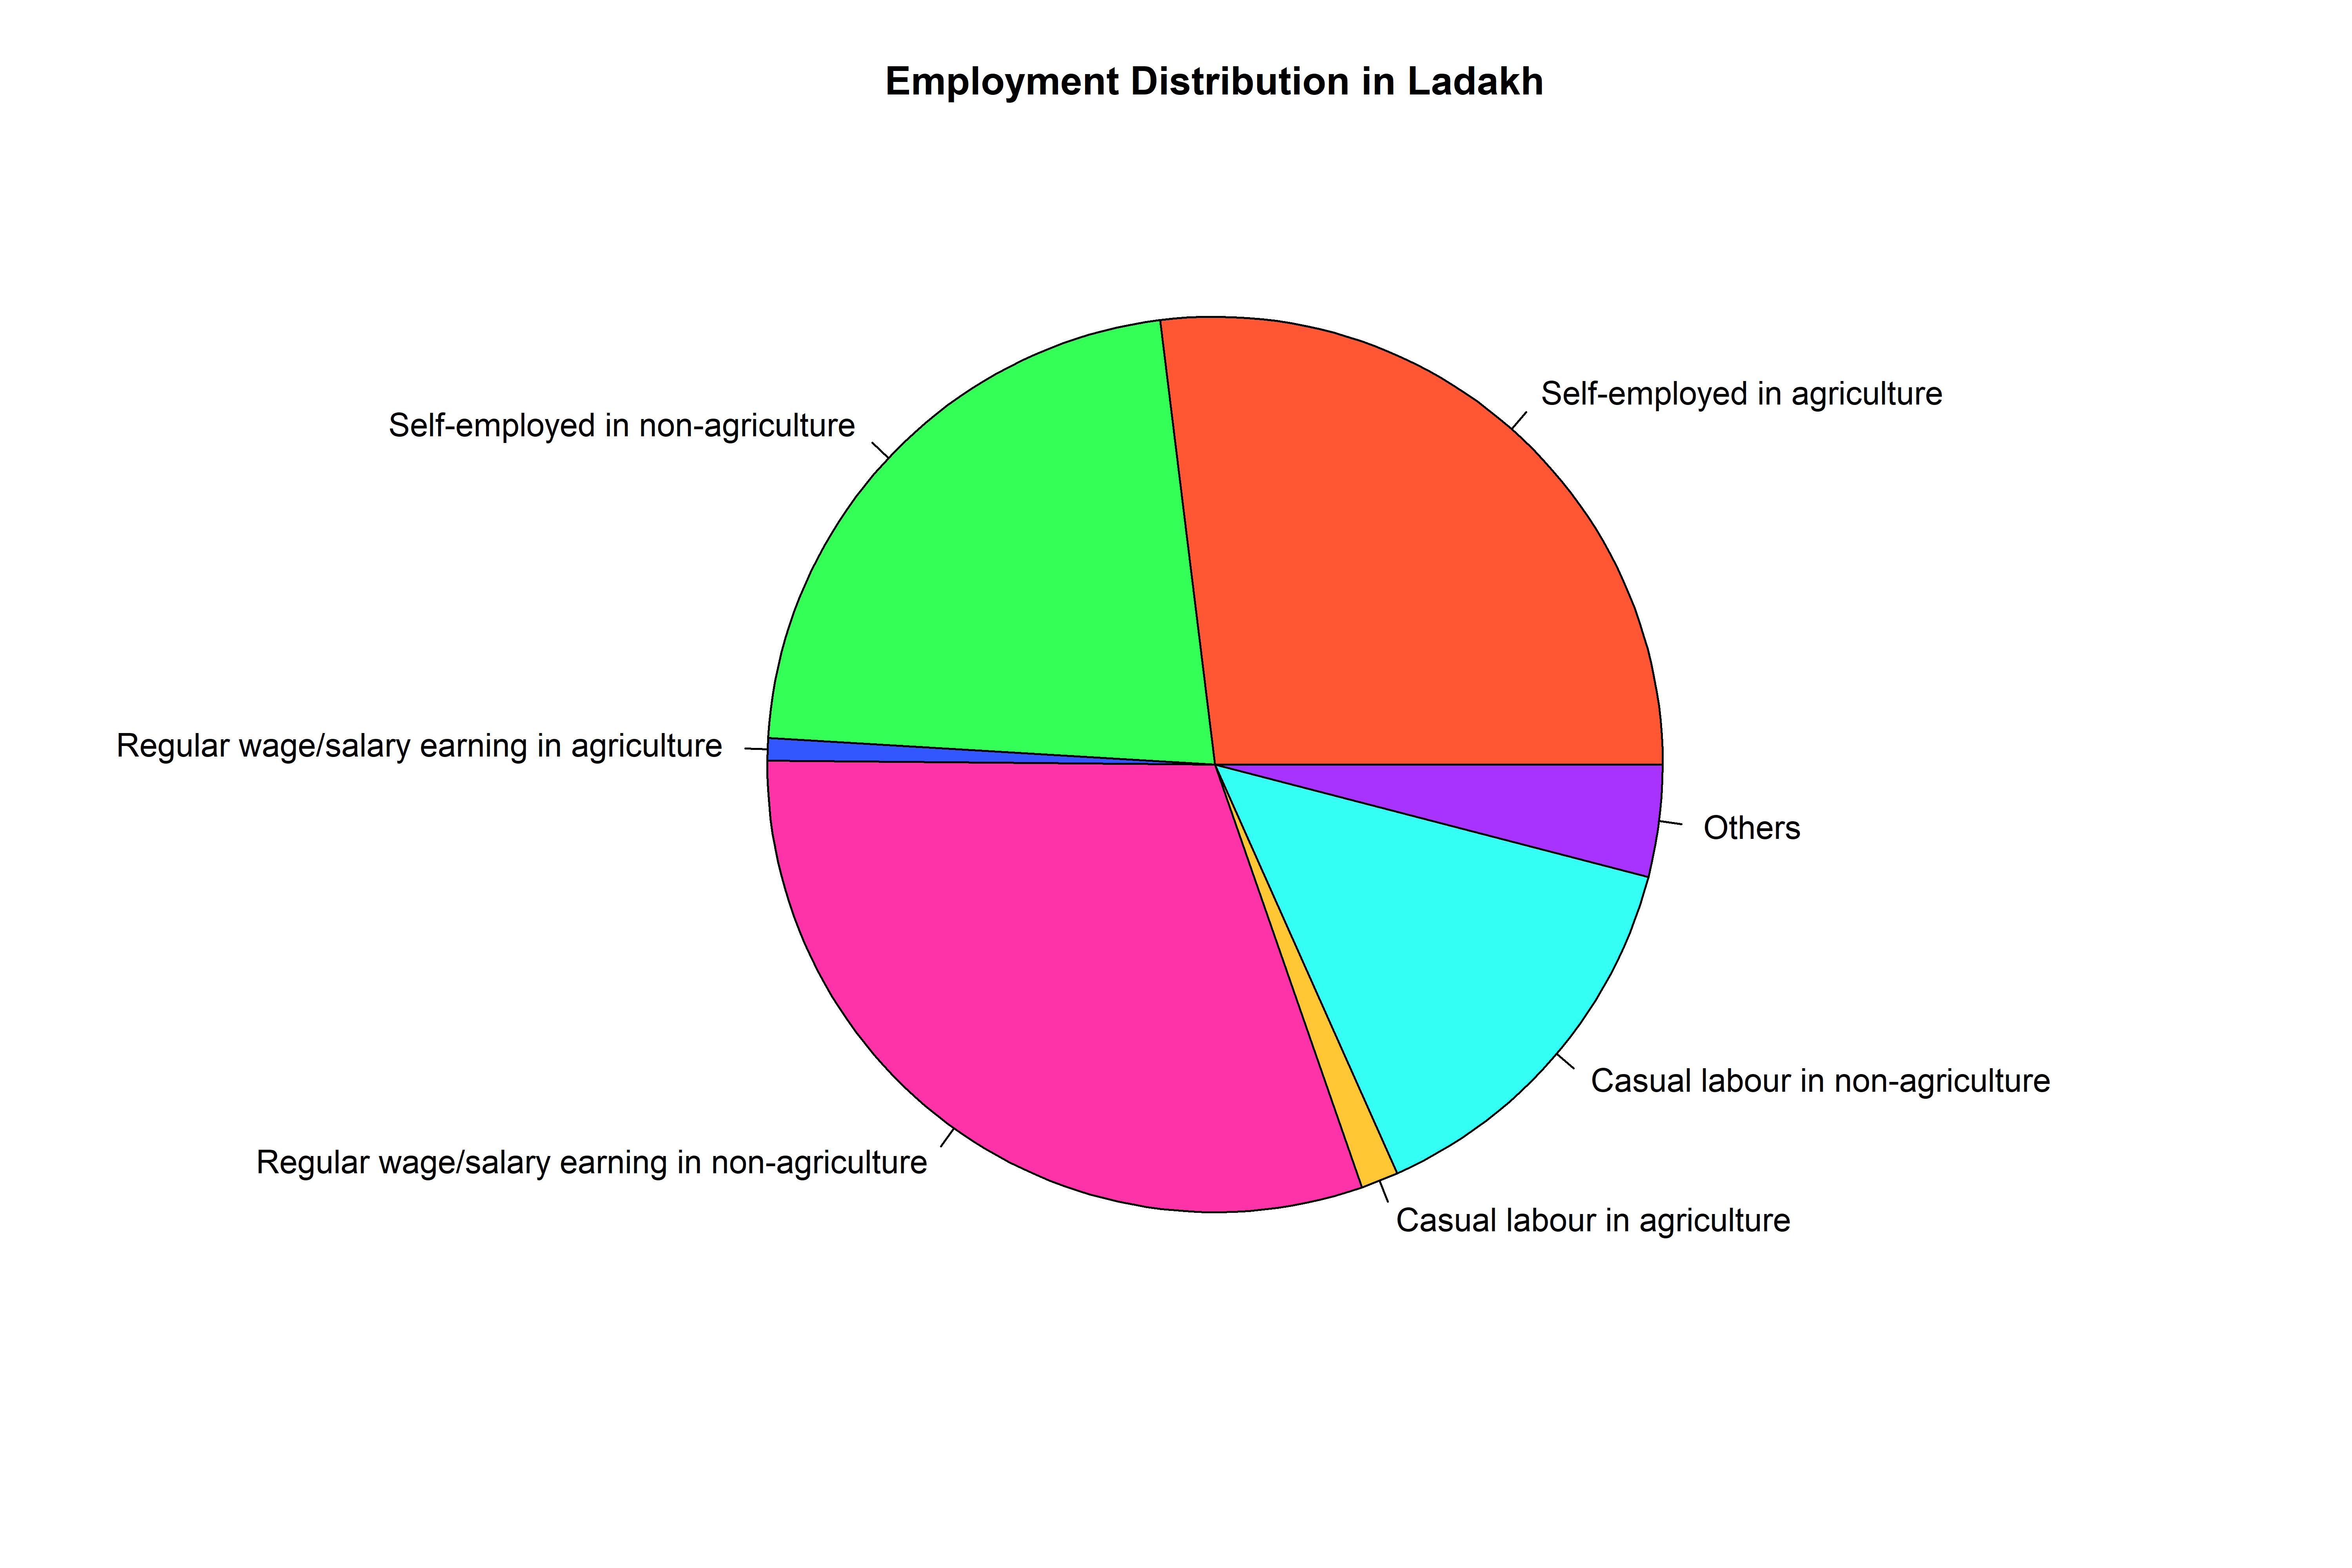 Employment Distribution in Ladakh
Self-employed in agriculture
Self-employed in non-agriculture
Regular wage/salary earning in agriculture
Others
Casual labour in non-agriculture
Regular wage/salary earning in non-agriculture
Casual labour in agriculture